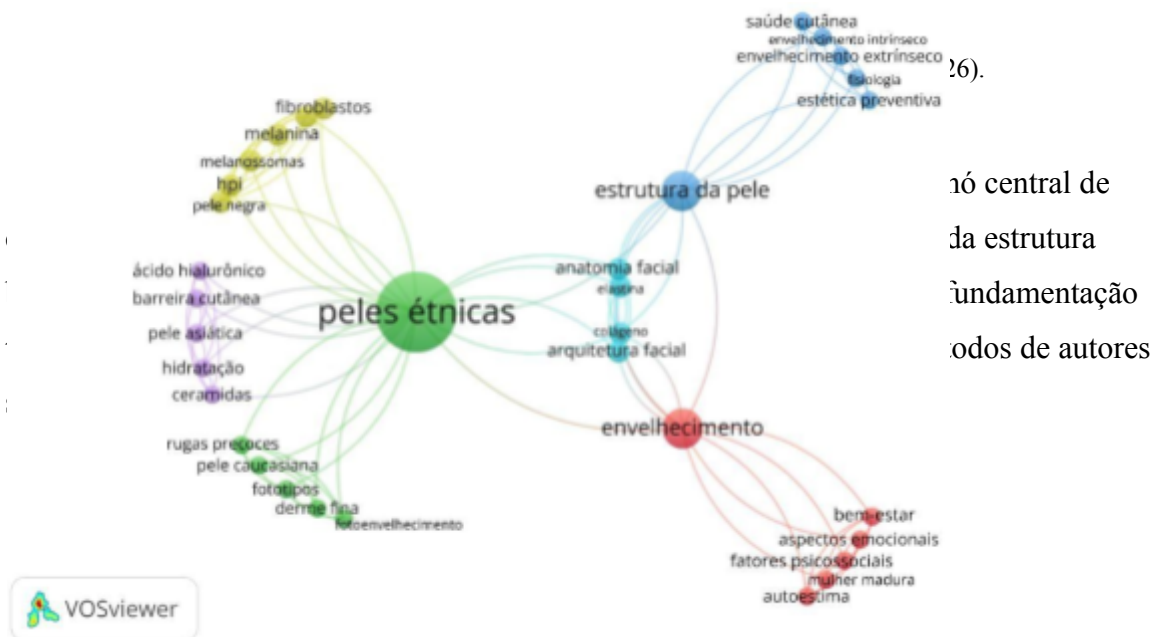 saúde cutânea
envelhecimento intrínseco
envelhecimento extrínseco
26).
fisiologia
estética preventiva
fibroblastos
melanina
melanossomas
hpi
pele negra
estrutura da pele
nó central de
da estrutura
ácido hialurônico
barreira cutânea
pele asiática
hidratação
ceramidas
peles étnicas
anatomia facial
elastina
colágeno
arquitetura facial
fundamentação
todos de autores
rugas precoces
pele caucasiana
fototipos
derme fina
fotoenvelhecimento
envelhecimento
bem-estar
aspectos emocionais
fatores psicossociais
mulher madura
autoestima
VOSviewer